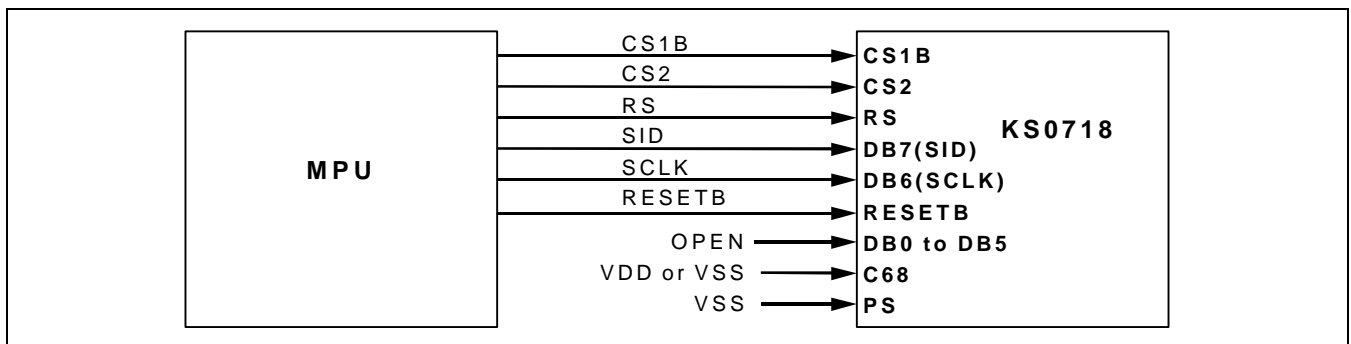 MPU
CS1B
CS2
RS
SID
SCLK
RESETB
OPEN
VDD or VSS
VSS
CS1B
CS2
RS
DB7(SID)
DB6(SCLK)
RESETB
DB0 to DB5
C68
PS
KS0718